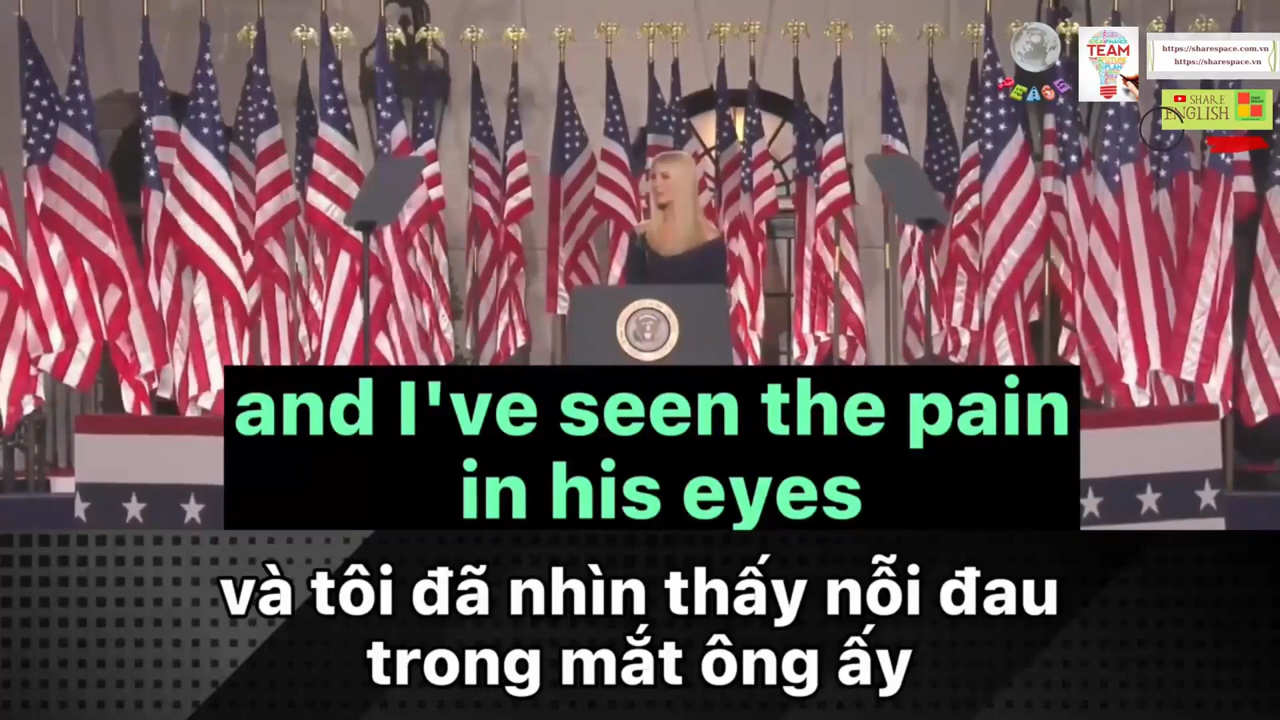 PEACE
TEAM
https://sharespace.com.vn
https://sharespace.vn
SHARE
ENGLISH
and I've seen the pain
in his eyes
và tôi đã nhìn thấy nỗi đau
trong mắt ông ấy